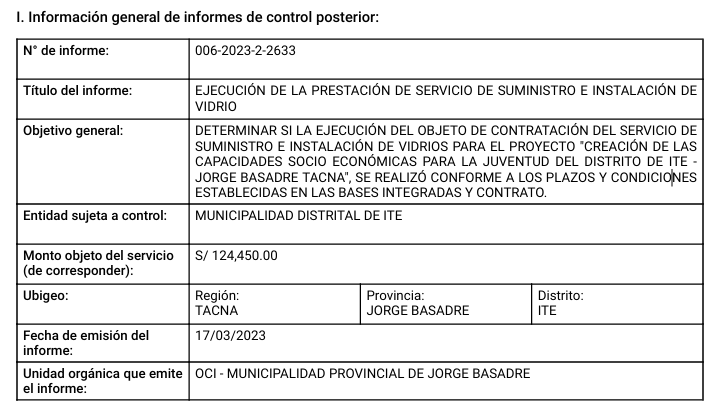 I. Información general de informes de control posterior:
N° de informe:
006-2023-2-2633
Título del informe:
EJECUCIÓN DE LA PRESTACIÓN DE SERVICIO DE SUMINISTRO E INSTALACIÓN DE
VIDRIO
Objetivo general:
DETERMINAR SI LA EJECUCIÓN DEL OBJETO DE CONTRATACIÓN DEL SERVICIO DE
SUMINISTRO E INSTALACIÓN DE VIDRIOS PARA EL PROYECTO "CREACIÓN DE LAS
CAPACIDADES SOCIO ECONÓMICAS PARA LA JUVENTUD DEL DISTRITO DE ITE -
JORGE BASADRE TACNA", SE REALIZÓ CONFORME A LOS PLAZOS Y CONDICIONES
ESTABLECIDAS EN LAS BASES INTEGRADAS Y CONTRATO.
Entidad sujeta a control:
MUNICIPALIDAD DISTRITAL DE ITE
Monto objeto del servicio
(de corresponder):
S/ 124,450.00
Ubigeo:
Región:
TACNA
Provincia:
JORGE BASADRE
Distrito:
ITE
Fecha de emisión del
informe:
17/03/2023
Unidad orgánica que emite
el informe:
OCI - MUNICIPALIDAD PROVINCIAL DE JORGE BASADRE